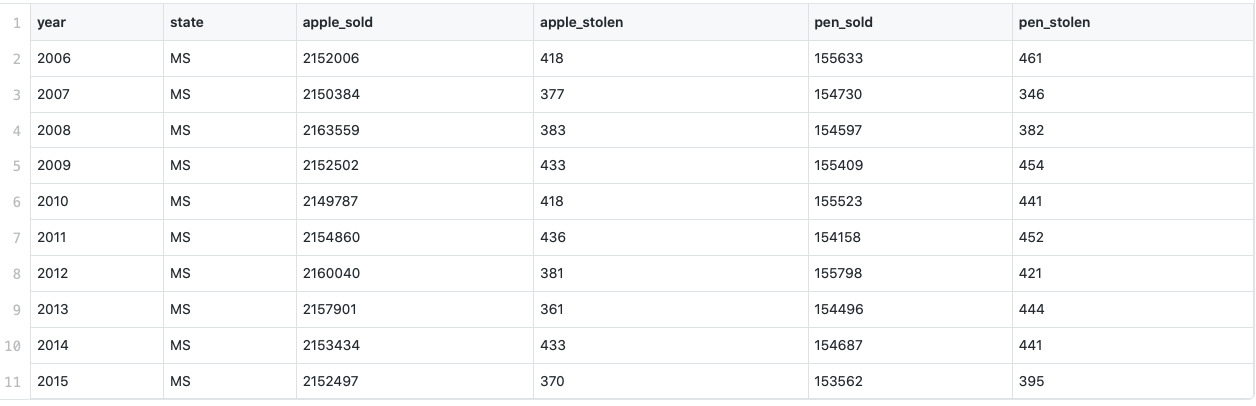 1 year state apple_sold apple_stolen pen_sold pen_stolen
2 2006 MS 2152006 418 155633 461
3 2007 MS 2150384 377 154730 346
4 2008 MS 2163559 383 154597 382
5 2009 MS 2152502 433 155409 454
6 2010 MS 2149787 418 155523 441
7 2011 MS 2154860 436 154158 452
8 2012 MS 2160040 381 155798 421
9 2013 MS 2157901 361 154496 444
10 2014 MS 2153434 433 154687 441
11 2015 MS 2152497 370 153562 395